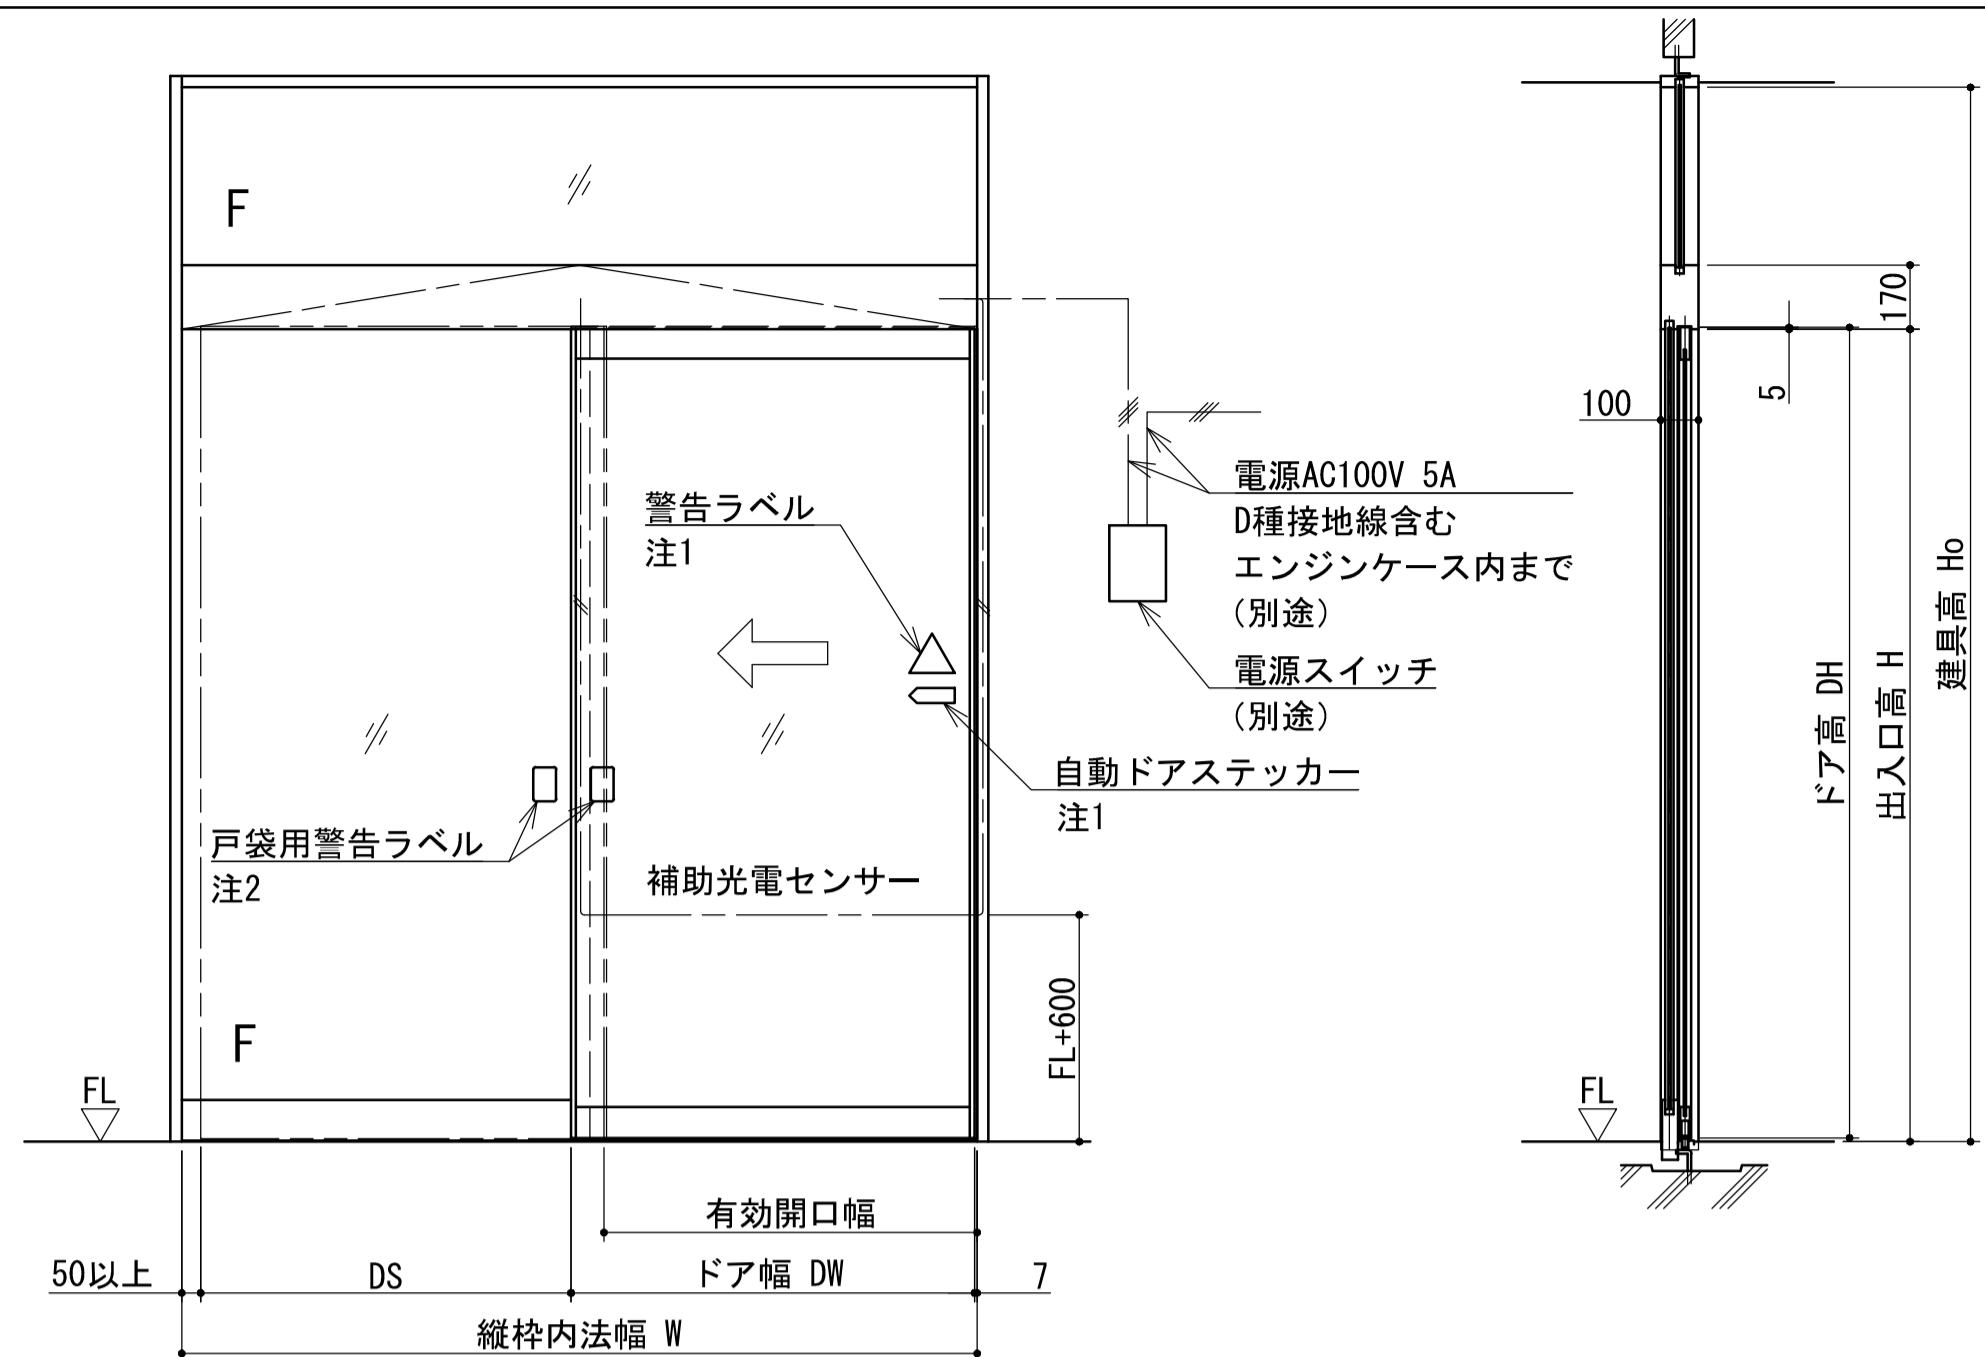 F
170
5
100
電源AC100V 5A
D種接地線含む
エンジンケース内まで
(別途)
警告ラベル
注1
建具高 Ho
電源スイッチ
(別途)
ドア高 DH
出入口高 H
自動ドアステッカー
注1
戸袋用警告ラベル
注2
補助光電センサー
F
FL+600
FL
FL
有効開口幅
50以上
DS
ドア幅 DW
7
縦枠内法幅 W